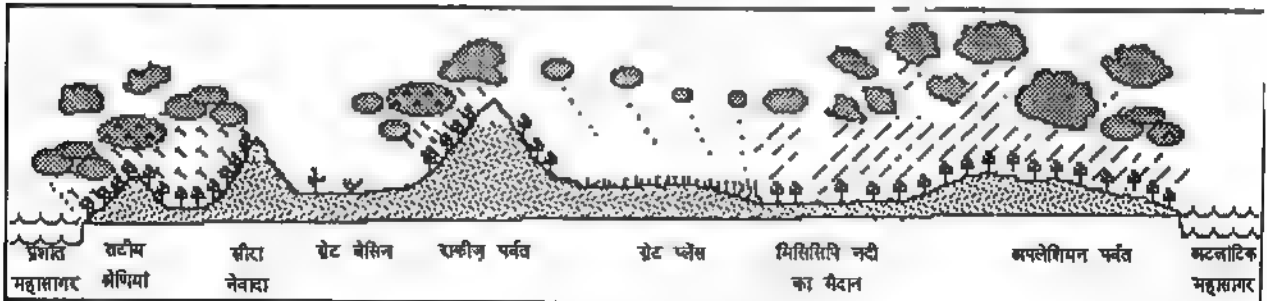 प्रशांत तटीय सीरा ग्रेट बेसिन राकीज़ पर्वत ग्रेट प्लेंस मिसिसिपि नदी अपलेशियन पर्वत अटलांटिक
महासागर श्रेणियां नेवादा का मैदान महासागर